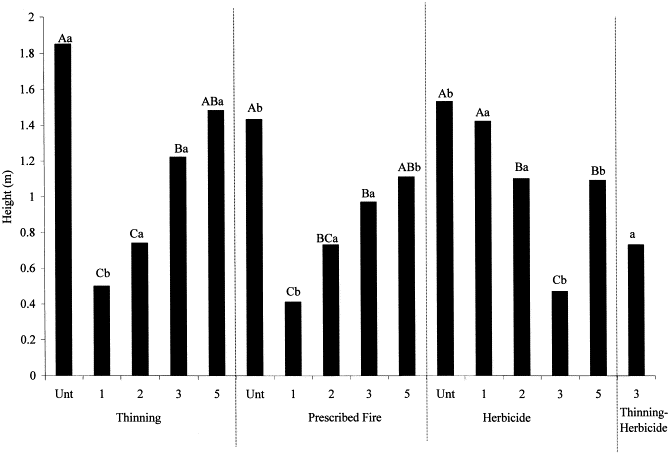 2
1.8
1.6
1.4
1.2
1
0.8
0.6
0.4
0.2
0
Height (m)
Aa
Cb
Ca
Ba
ABa
Ab
Cb
BCa
Ba
ABb
Ab
Aa
Ba
Cb
Bb
a
Unt 1 2 3 5 Unt 1 2 3 5 Unt 1 2 3 5 3
Thinning Prescribed Fire Herbicide Thinning-
Herbicide